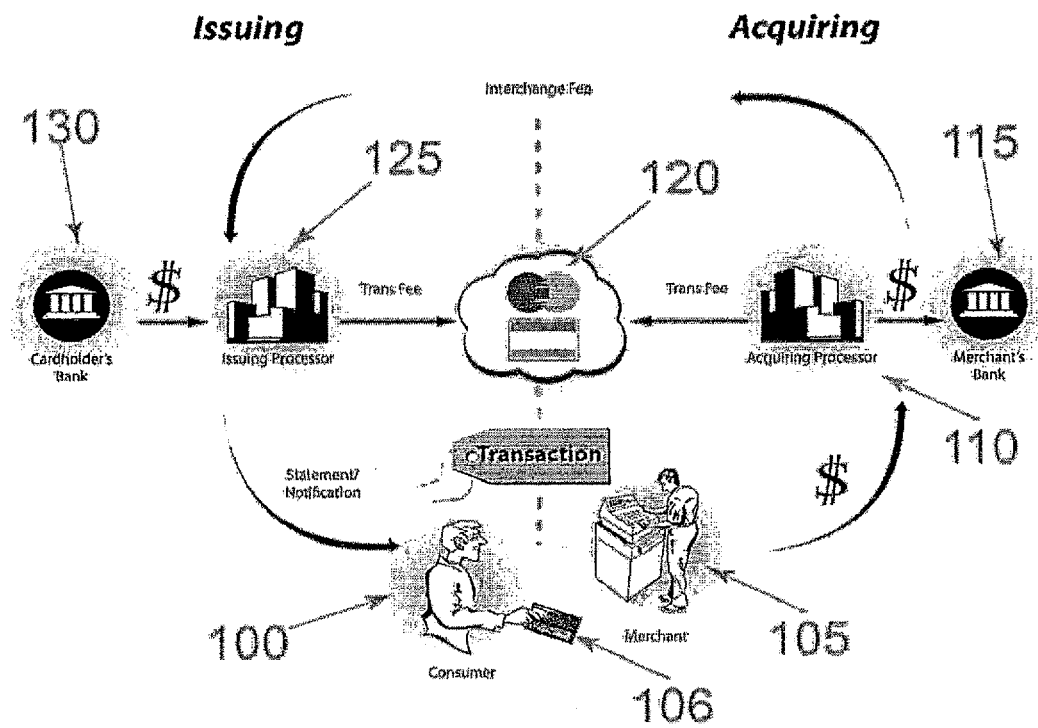 Issuing
Acquiring
Interchange Fee
130
125
120
115
$
Trans Fee
Trans Fee
$
Cardholder's
Bank
Issuing Processor
Acquiring Processor
Merchant's
Bank
110
Transaction
Statement/
Notification
$
100
Merchant
105
Consumer
106